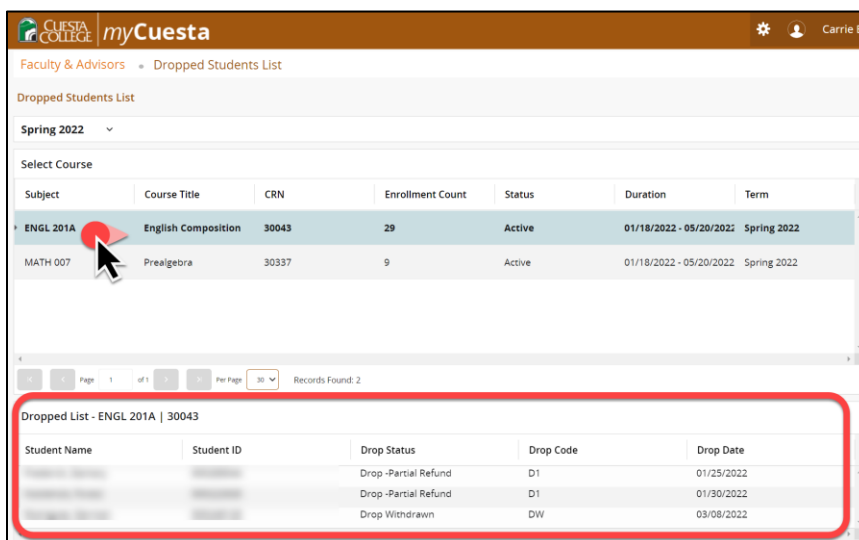 CUESTA COLLEGE myCuesta Carrie
Faculty & Advisors Dropped Students List
Dropped Students List
Spring 2022
Select Course
Subject Course Title CRN Enrollment Count Status Duration Term
ENGL 201A English Composition 30043 29 Active 01/18/2022 - 05/20/2022 Spring 2022
MATH 007 Prealgebra 30337 9 Active 01/18/2022 - 05/20/2022 Spring 2022
Page 1 of 1 Per Page 30 Records Found: 2
Dropped List - ENGL 201A | 30043
Student Name Student ID Drop Status Drop Code Drop Date
Drop -Partial Refund D1 01/25/2022
Drop -Partial Refund D1 01/30/2022
Drop Withdrawn DW 03/08/2022